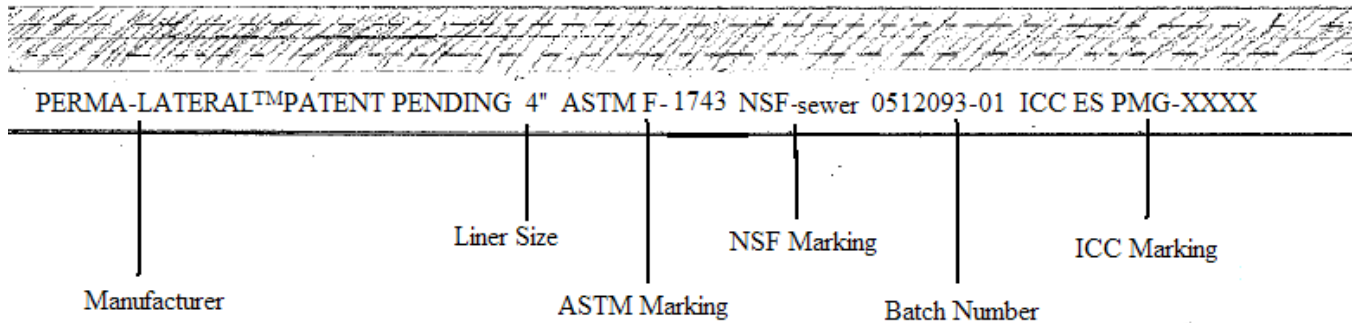 PERMA-LATERAL™PATENT PENDING 4" ASTM F-1743 NSF-sewer 0512093-01 ICC ES PMG-XXXX
Liner Size
NSF Marking
ICC Marking
Manufacturer
ASTM Marking
Batch Number